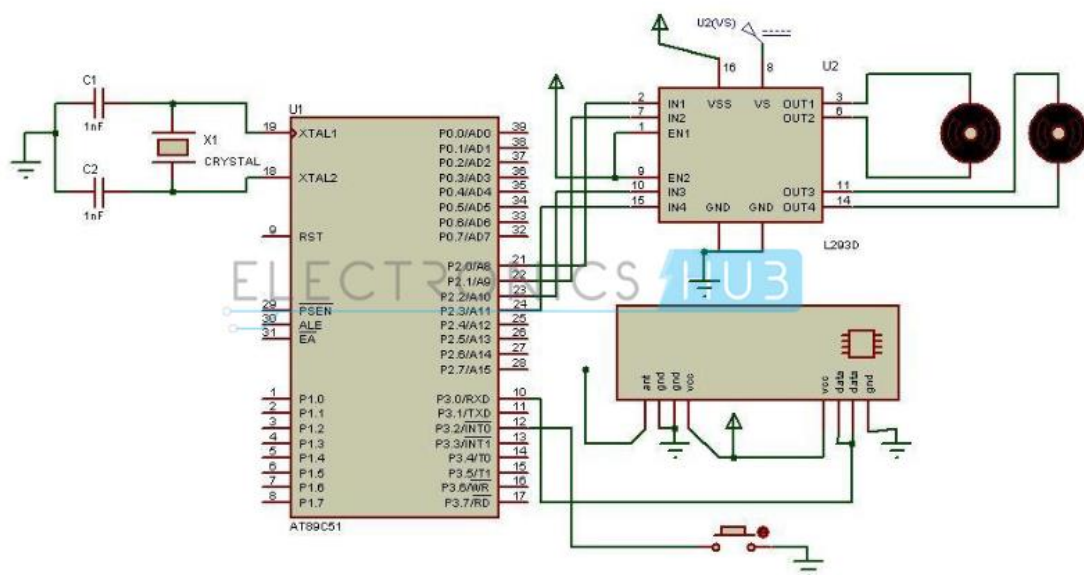 U2(VS)
16
8
U2
C1
1nF
X1
CRYSTAL
C2
1nF
U1
19
XTAL1
18
XTAL2
9
RST
29
PSEN
30
ALE
31
EA
1
P1.0
2
P1.1
3
P1.2
4
P1.3
5
P1.4
6
P1.5
7
P1.6
8
P1.7
P0.0/AD0
39
P0.1/AD1
38
P0.2/AD2
37
P0.3/AD3
36
P0.4/AD4
35
P0.5/AD5
34
P0.6/AD6
33
P0.7/AD7
32
P2.0/A8
21
P2.1/A9
22
P2.2/A10
23
P2.3/A11
24
P2.4/A12
25
P2.5/A13
26
P2.6/A14
27
P2.7/A15
28
P3.0/RXD
10
P3.1/TXD
11
P3.2/INT0
12
P3.3/INT1
13
P3.4/T0
14
P3.5/T1
15
P3.6/WR
16
P3.7/RD
17
AT89C51
2
IN1
7
IN2
1
EN1
9
EN2
10
IN3
15
IN4
VSS
VS
OUT1
3
OUT2
6
OUT3
11
OUT4
14
GND
GND
L293D
ELECTRONICS HUB
ant
gnd
gnd
vcc
vcc
data
data
gnd